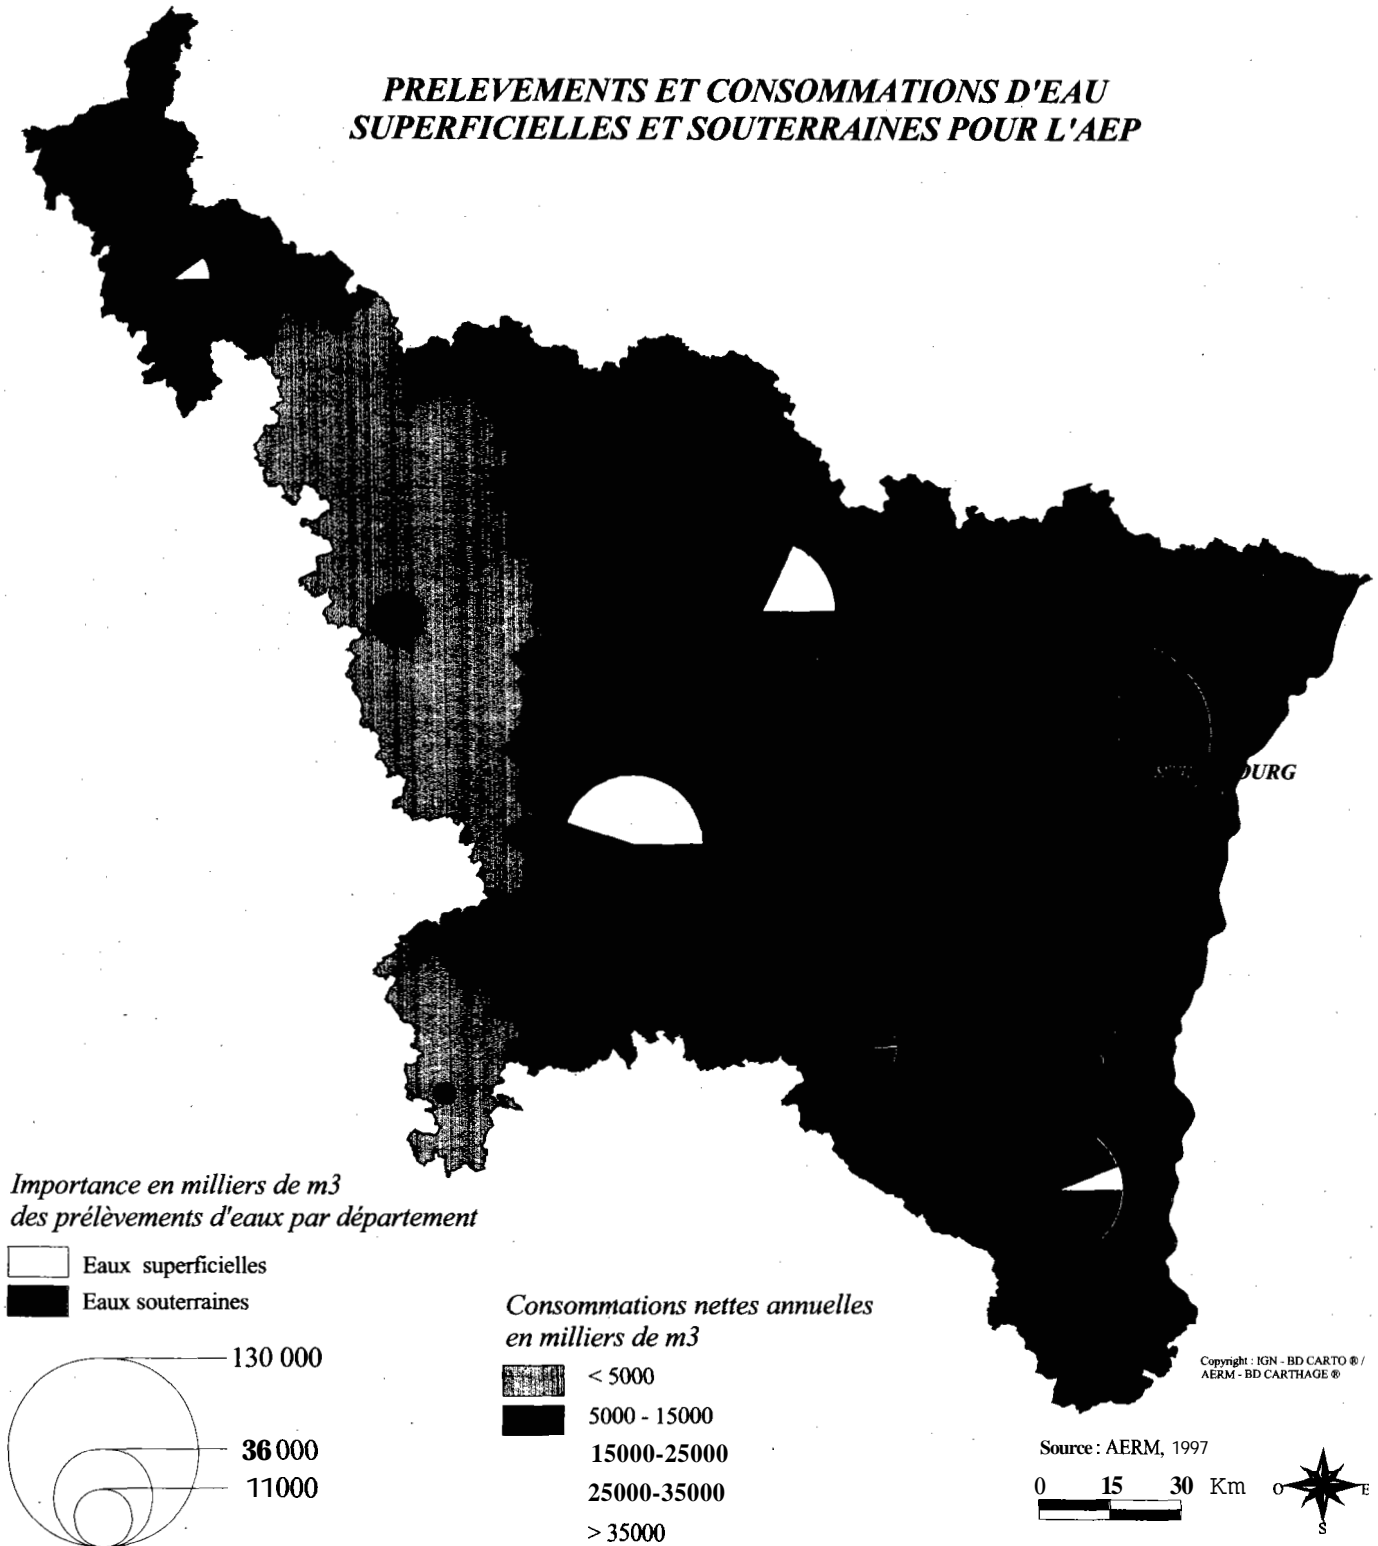 PRELEVEMENTS ET CONSOMMATIONS D'EAU
SUPERFICIELLES ET SOUTERRAINES POUR L'AEP
OURG
Importance en milliers de m3
des prélèvements d'eaux par département
Eaux superficielles
Eaux souterraines
130 000
36 000
11000
Consommations nettes annuelles
en milliers de m3
< 5000
5000 - 15000
15000-25000
25000-35000
> 35000
Copyright : IGN - BD CARTO ® /
AERM - BD CARTHAGE ®
Source : AERM, 1997
0 15 30 Km
O E
S